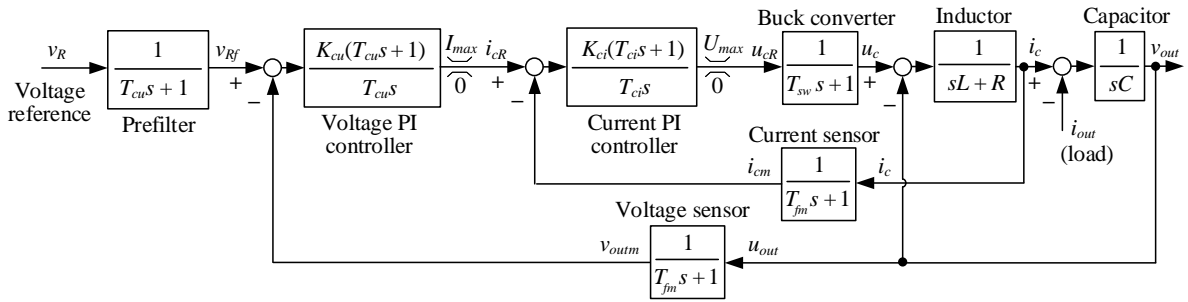 Buck converter
Inductor
Capacitor
v_R
Voltage
reference
1
T_cu s + 1
Prefilter
v_Rf
+
−
K_cu(T_cu s + 1)
T_cu s
Voltage PI
controller
I_max
0
i_cR
+
−
K_ci(T_ci s + 1)
T_ci s
Current PI
controller
U_max
0
u_cR
1
T_sw s + 1
u_c
+
−
1
sL + R
i_c
+
−
1
sC
v_out
i_out
(load)
Current sensor
i_cm
1
T_fm s + 1
i_c
Voltage sensor
v_outm
1
T_fm s + 1
u_out